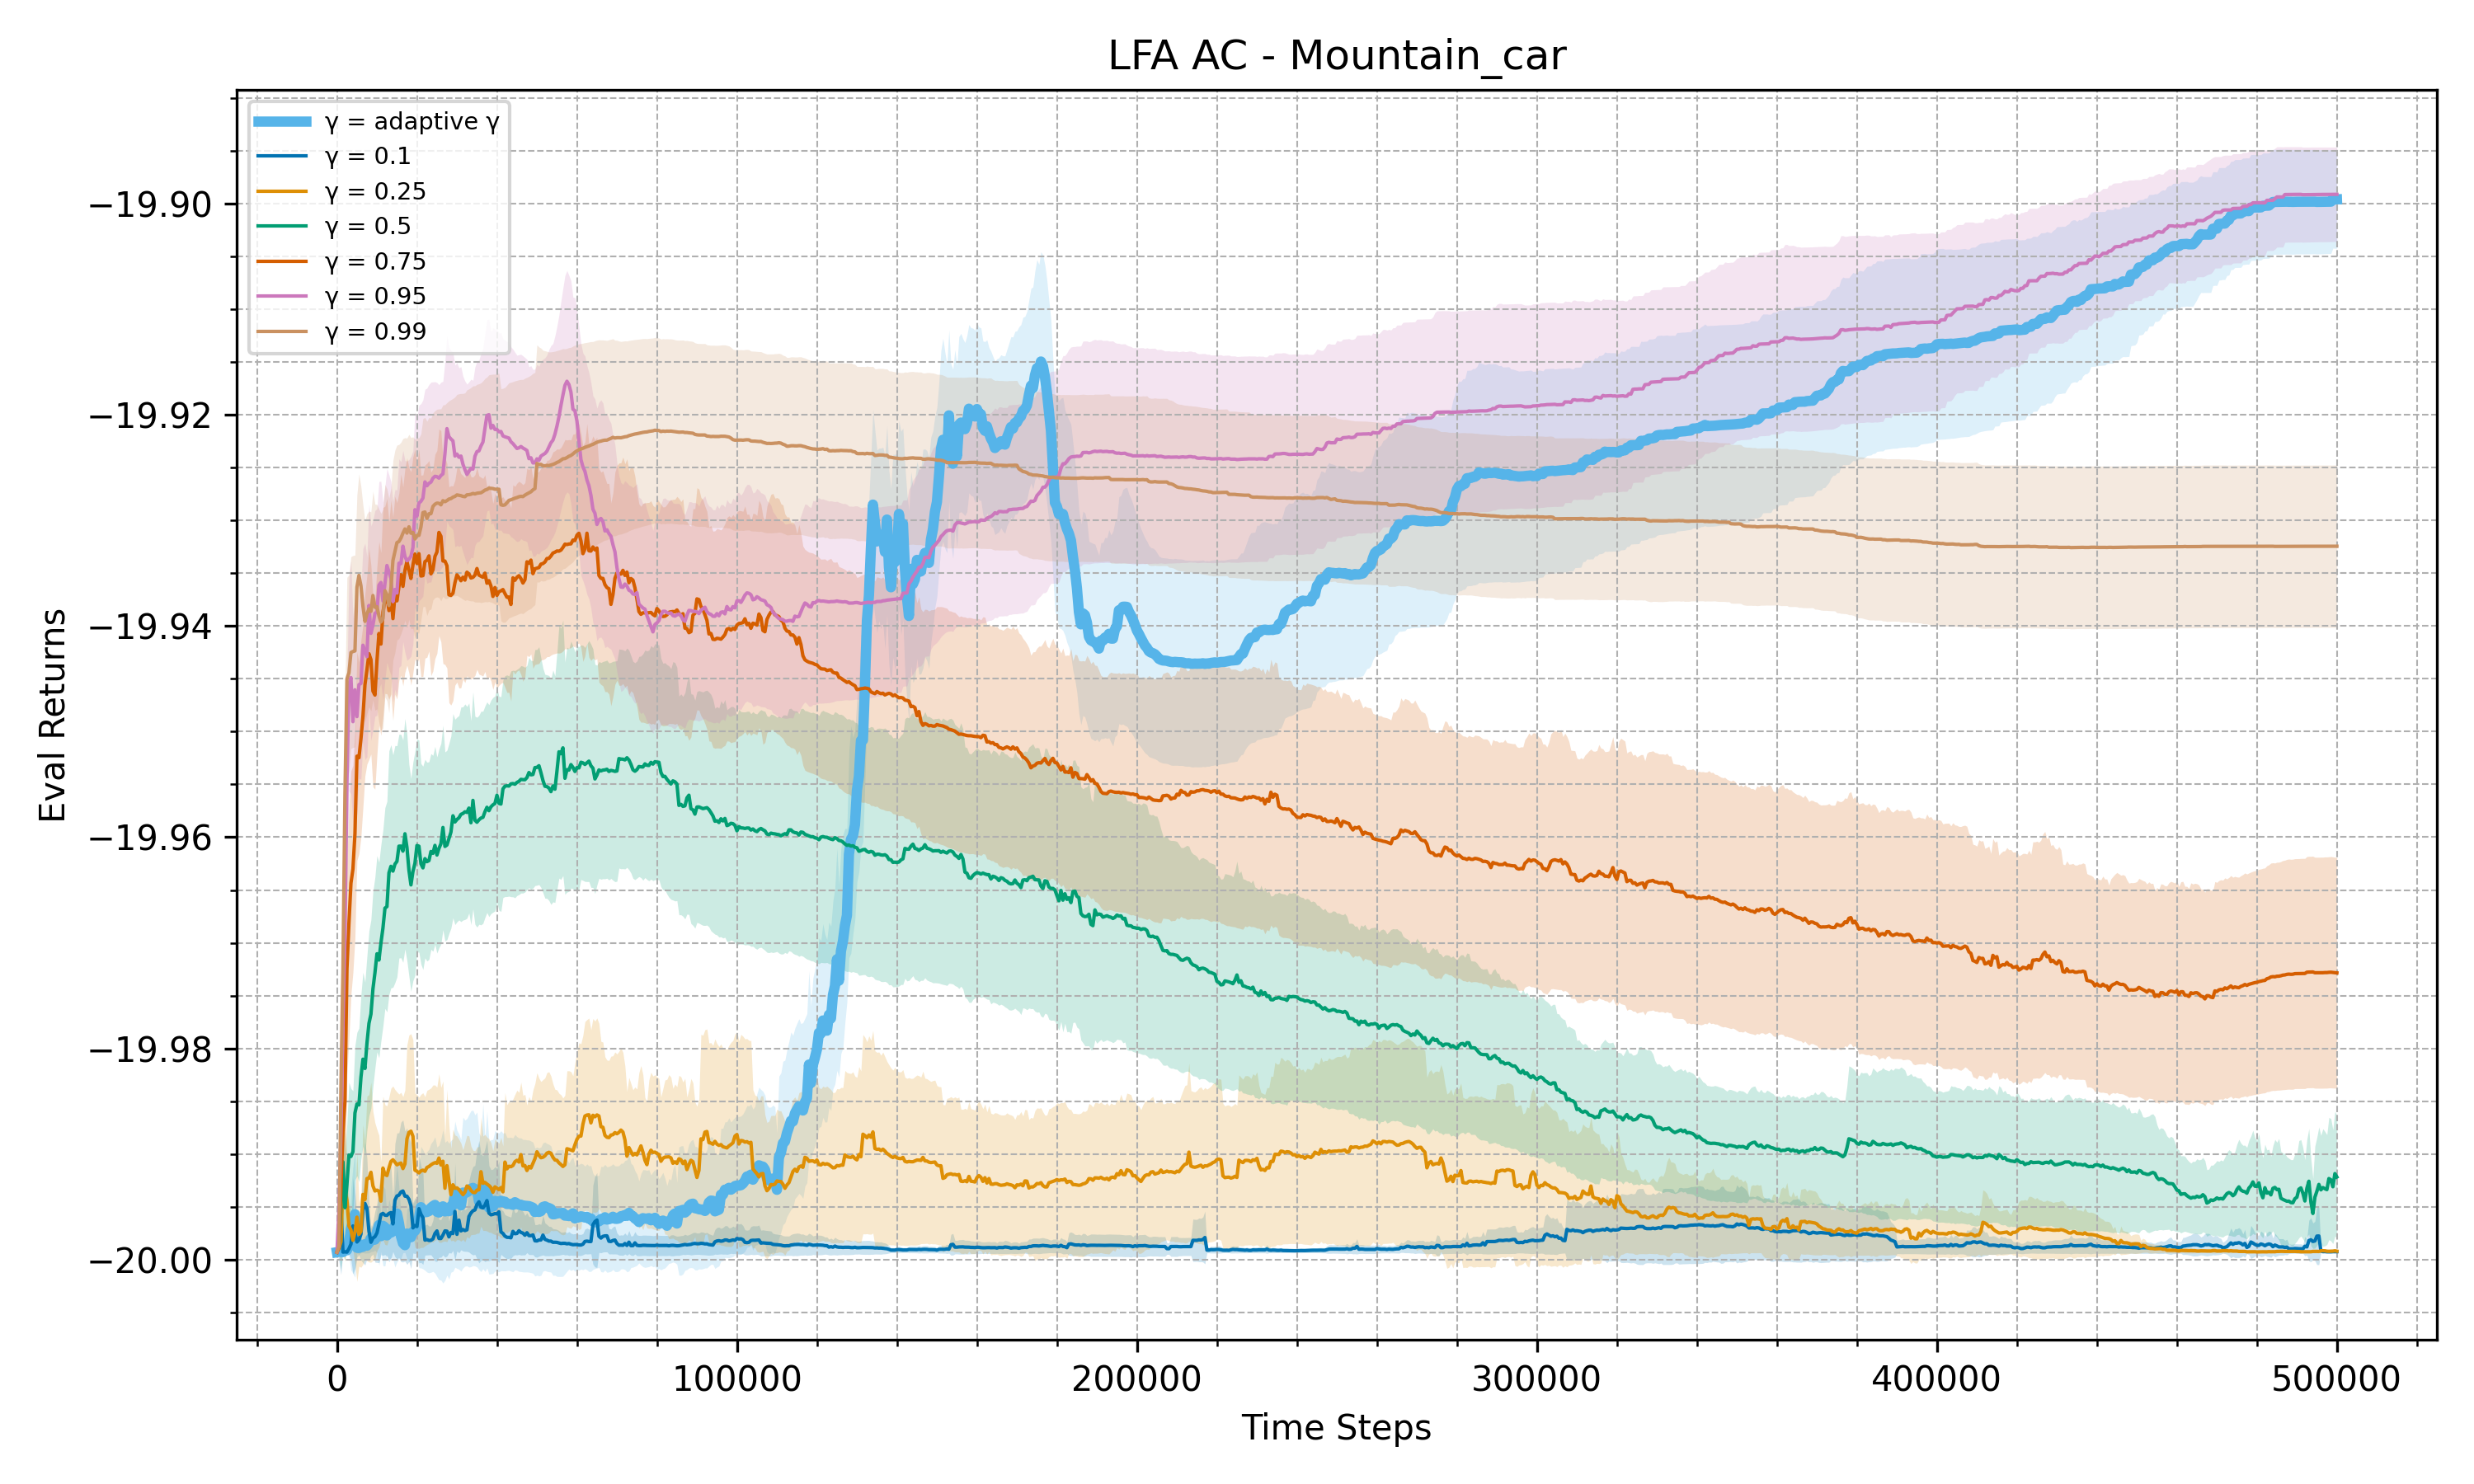 LFA AC - Mountain_car
γ = adaptive γ
γ = 0.1
γ = 0.25
γ = 0.5
γ = 0.75
γ = 0.95
γ = 0.99
Eval Returns
−19.90
−19.92
−19.94
−19.96
−19.98
−20.00
0 100000 200000 300000 400000 500000
Time Steps